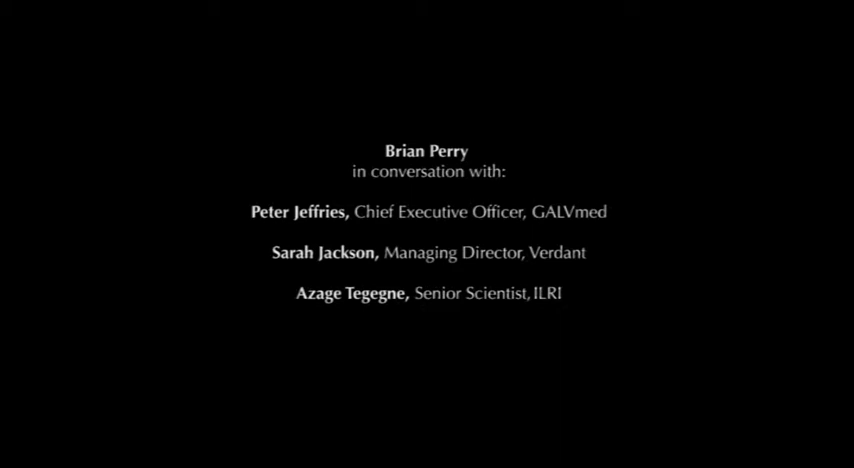 Brian Perry
in conversation with:
Peter Jeffries, Chief Executive Officer, GALVmed
Sarah Jackson, Managing Director, Verdant
Azage Tegegne, Senior Scientist, ILRI